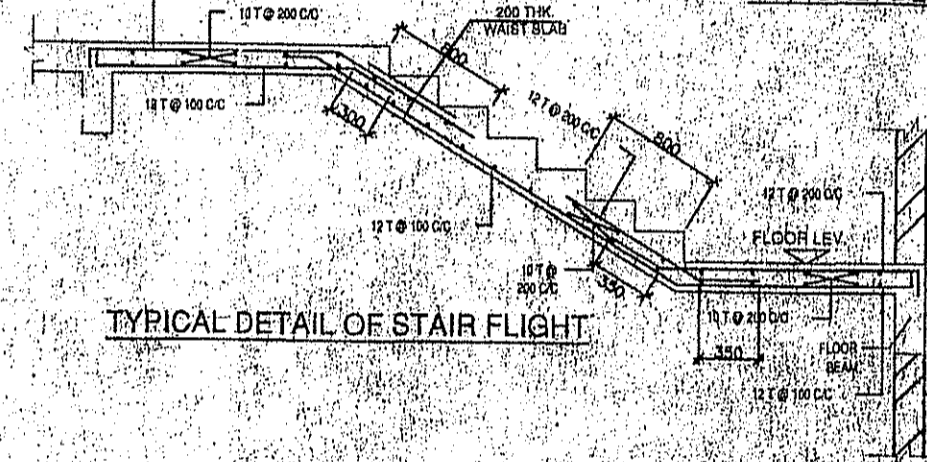 10 T @ 200 C/C
200 THK.
WAIST SLAB
800
12 T @ 100 C/C
300
12 T @ 200 C/C
800
12 T @ 100 C/C
12 T @ 200 C/C
FLOOR LEV.
10 T @
200 C/C
350
TYPICAL DETAIL OF STAIR FLIGHT
10 T @ 200 C/C
350
FLOOR
BEAM
12 T @ 100 C/C